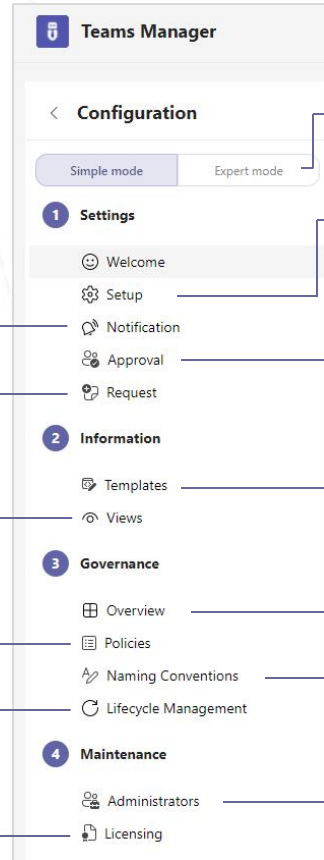 Teams Manager
Configuration
Simple mode Expert mode
1 Settings
Welcome
Setup
Notification
Approval
Request
2 Information
Templates
Views
3 Governance
Overview
Policies
Naming Conventions
Lifecycle Management
4 Maintenance
Administrators
Licensing